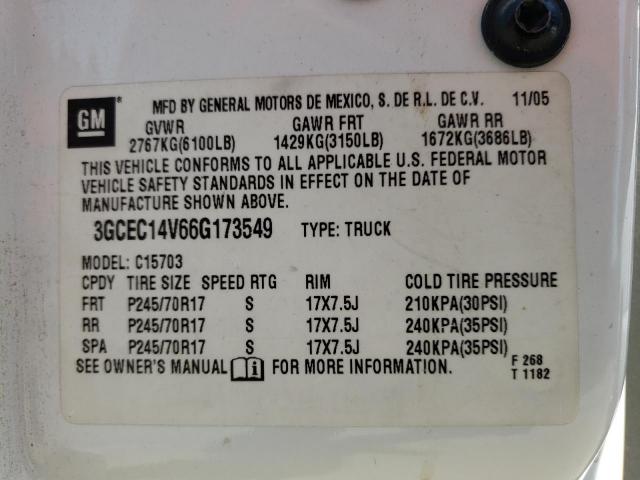 GM ® MFD BY GENERAL MOTORS DE MEXICO, S. DE R.L. DE C.V. 11/05
GVWR GAWR FRT GAWR RR
2767KG(6100LB) 1429KG(3150LB) 1672KG(3686LB)
THIS VEHICLE CONFORMS TO ALL APPLICABLE U.S. FEDERAL MOTOR
VEHICLE SAFETY STANDARDS IN EFFECT ON THE DATE OF
MANUFACTURE SHOWN ABOVE.
3GCEC14V66G173549 TYPE: TRUCK
MODEL: C15703
CPDY TIRE SIZE SPEED RTG RIM COLD TIRE PRESSURE
FRT P245/70R17 S 17X7.5J 210KPA(30PSI)
RR P245/70R17 S 17X7.5J 240KPA(35PSI)
SPA P245/70R17 S 17X7.5J 240KPA(35PSI)
SEE OWNER'S MANUAL i FOR MORE INFORMATION.
F 268
T 1182